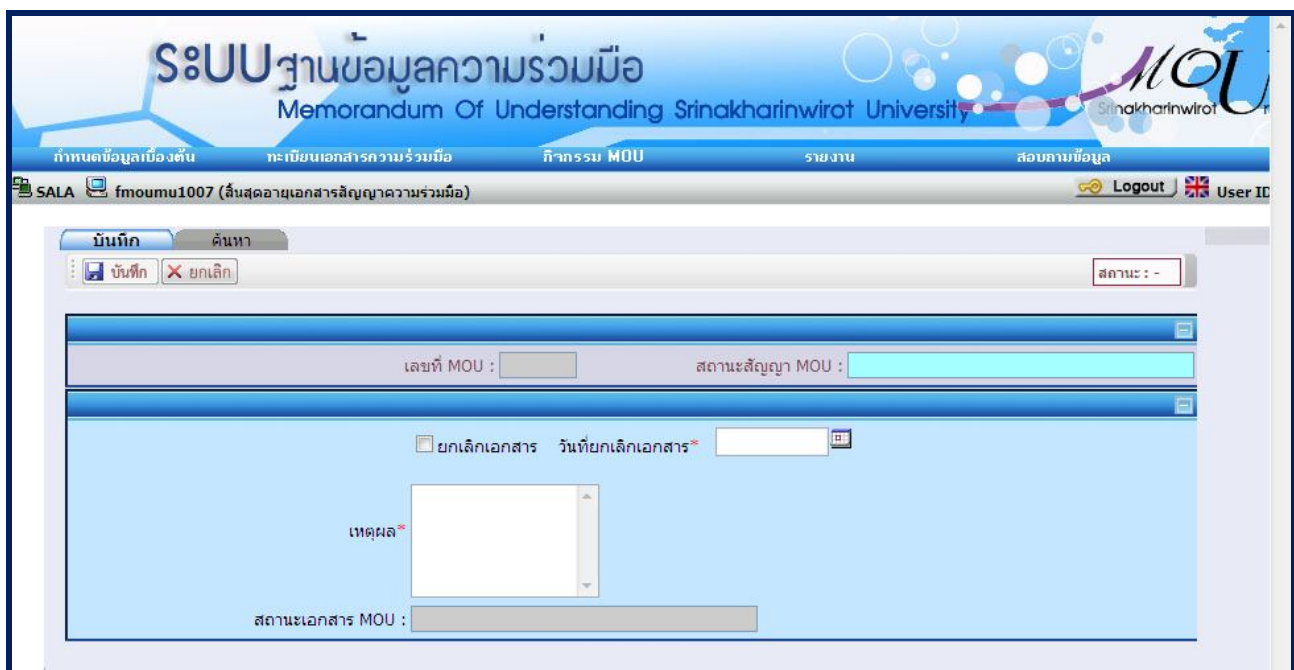 ระบบฐานข้อมูลความร่วมมือ
Memorandum Of Understanding Srinakharinwirot University
MOU
Srinakharinwirot
กำหนดข้อมูลเบื้องต้น ทะเบียนเอกสารความร่วมมือ กิจกรรม MOU รายงาน สอบถามข้อมูล
SALA fmoumu1007 (สิ้นสุดอายุเอกสารสัญญาความร่วมมือ) Logout User ID
บันทึก ค้นหา
บันทึก ยกเลิก สถานะ : -
เลขที่ MOU : สถานะสัญญา MOU :
ยกเลิกเอกสาร วันที่ยกเลิกเอกสาร*
เหตุผล*
สถานะเอกสาร MOU :